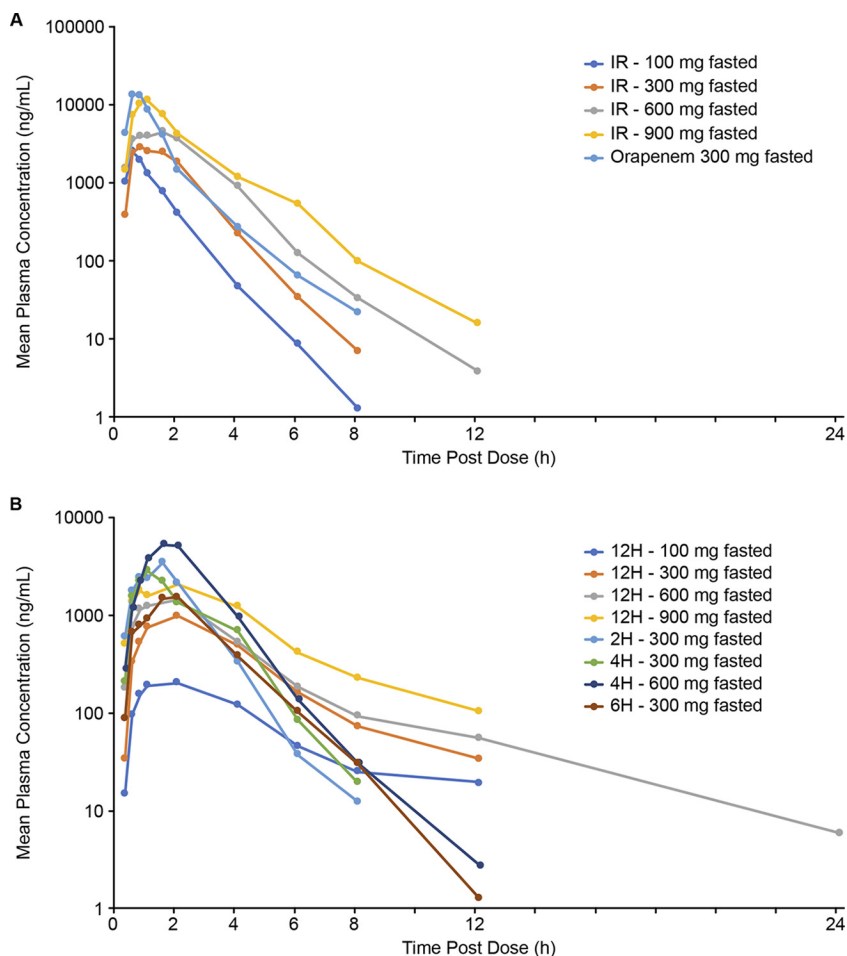 A
Mean Plasma Concentration (ng/mL)
100000
10000
1000
100
10
1
0 2 4 6 8 12 24
Time Post Dose (h)
IR - 100 mg fasted
IR - 300 mg fasted
IR - 600 mg fasted
IR - 900 mg fasted
Orapenem 300 mg fasted
B
Mean Plasma Concentration (ng/mL)
10000
1000
100
10
1
0 2 4 6 8 12 24
Time Post Dose (h)
12H - 100 mg fasted
12H - 300 mg fasted
12H - 600 mg fasted
12H - 900 mg fasted
2H - 300 mg fasted
4H - 300 mg fasted
4H - 600 mg fasted
6H - 300 mg fasted